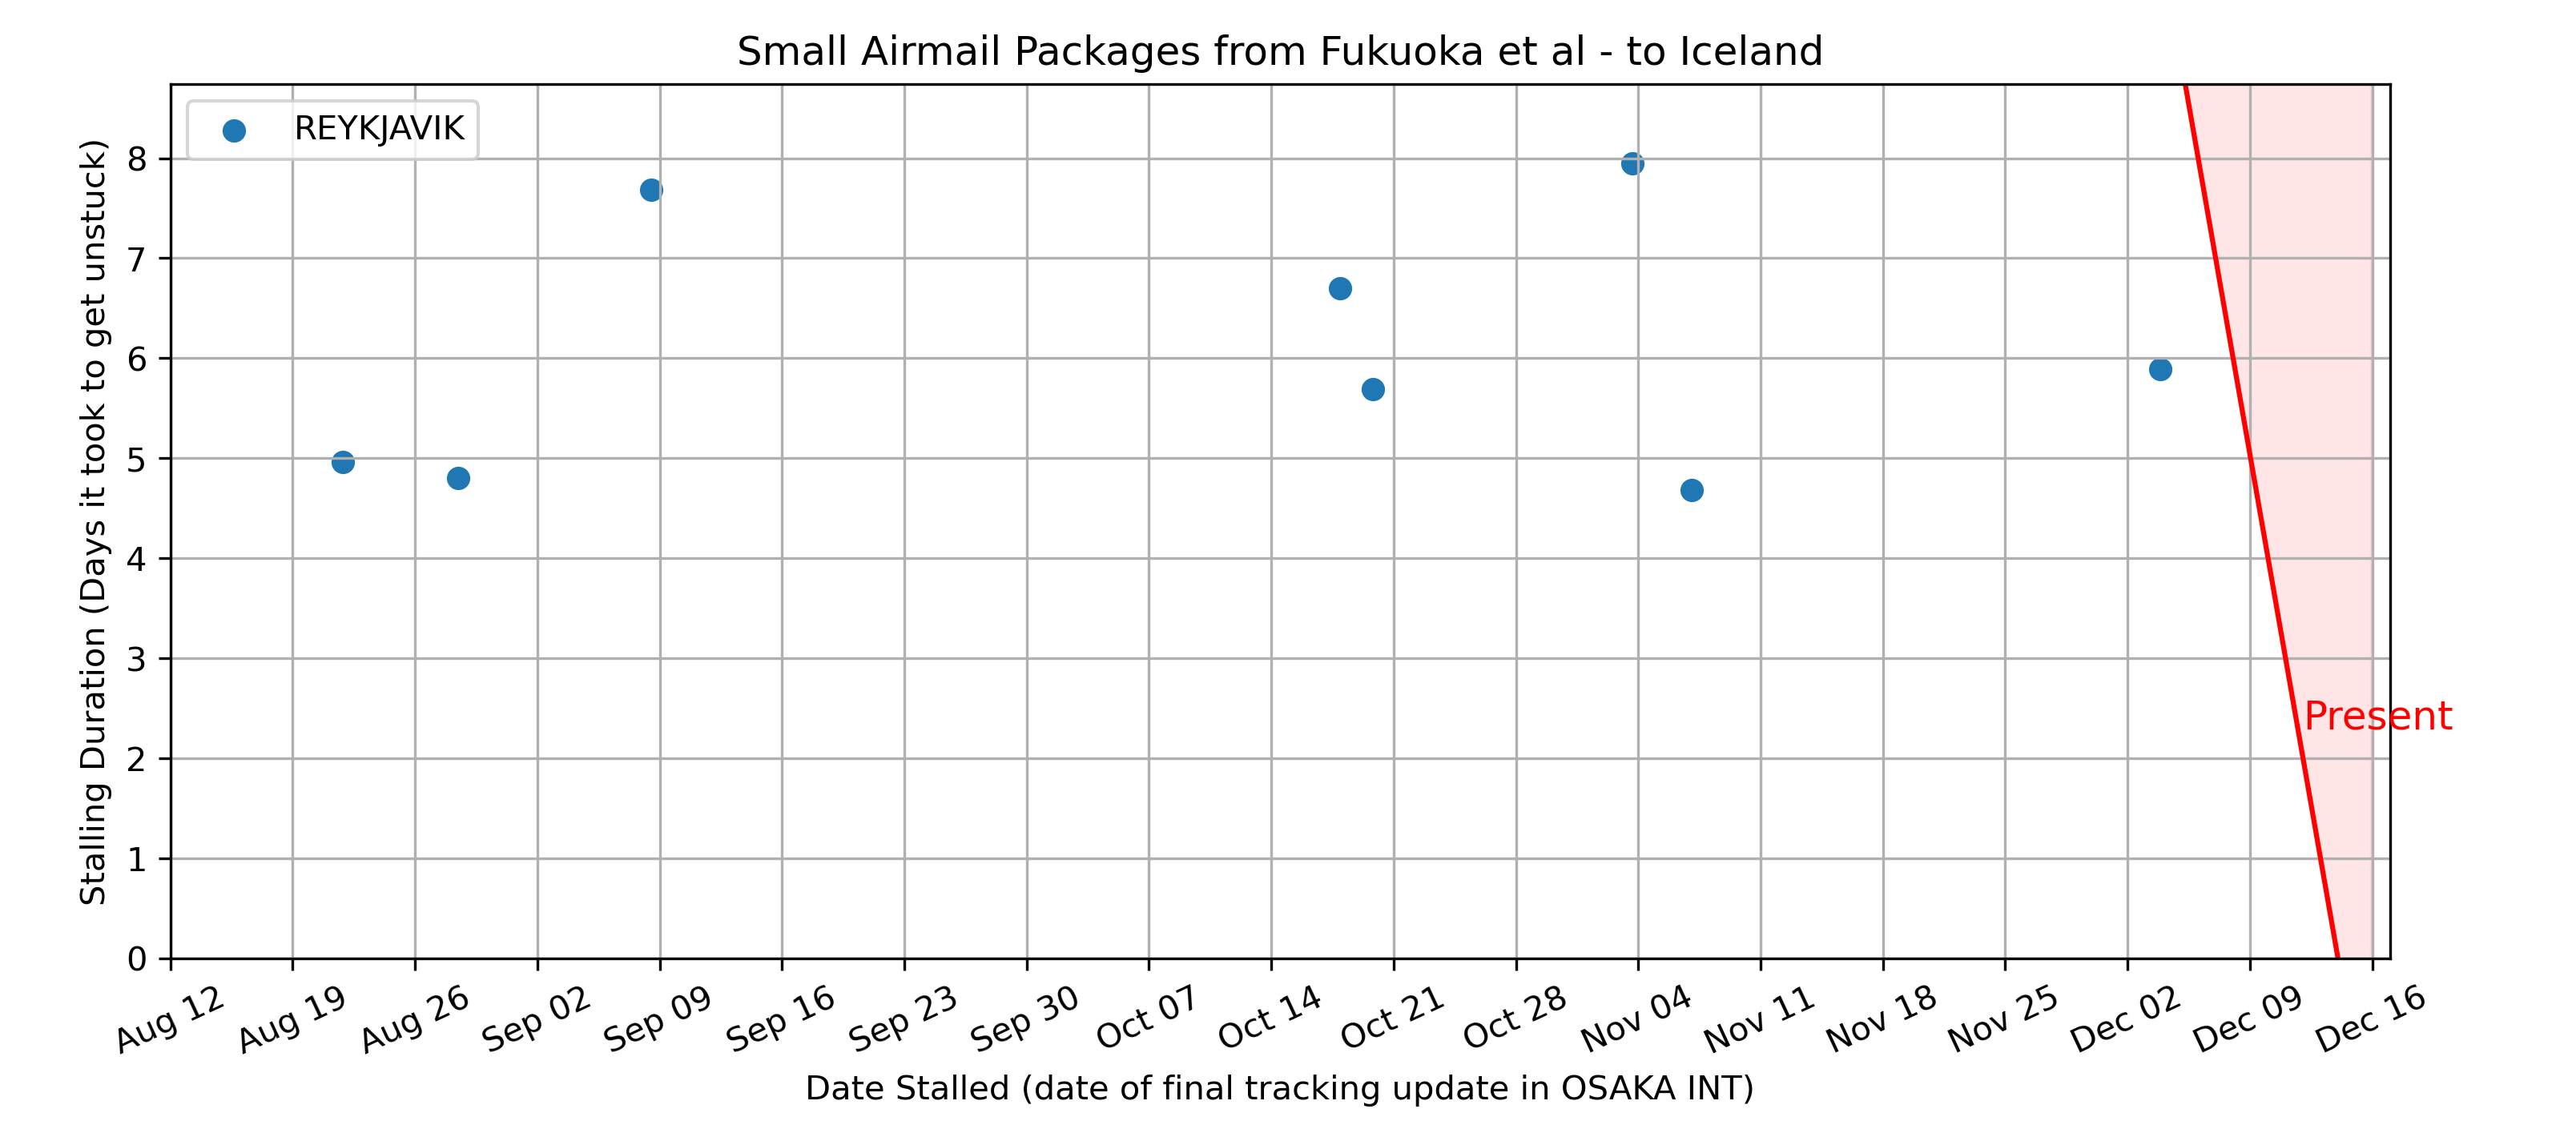 Small Airmail Packages from Fukuoka et al - to Iceland
REYKJAVIK
Stalling Duration (Days it took to get unstuck)
8
7
6
5
4
3
2
1
0
Present
Aug 12
Aug 19
Aug 26
Sep 02
Sep 09
Sep 16
Sep 23
Sep 30
Oct 07
Oct 14
Oct 21
Oct 28
Nov 04
Nov 11
Nov 18
Nov 25
Dec 02
Dec 09
Dec 16
Date Stalled (date of final tracking update in OSAKA INT)